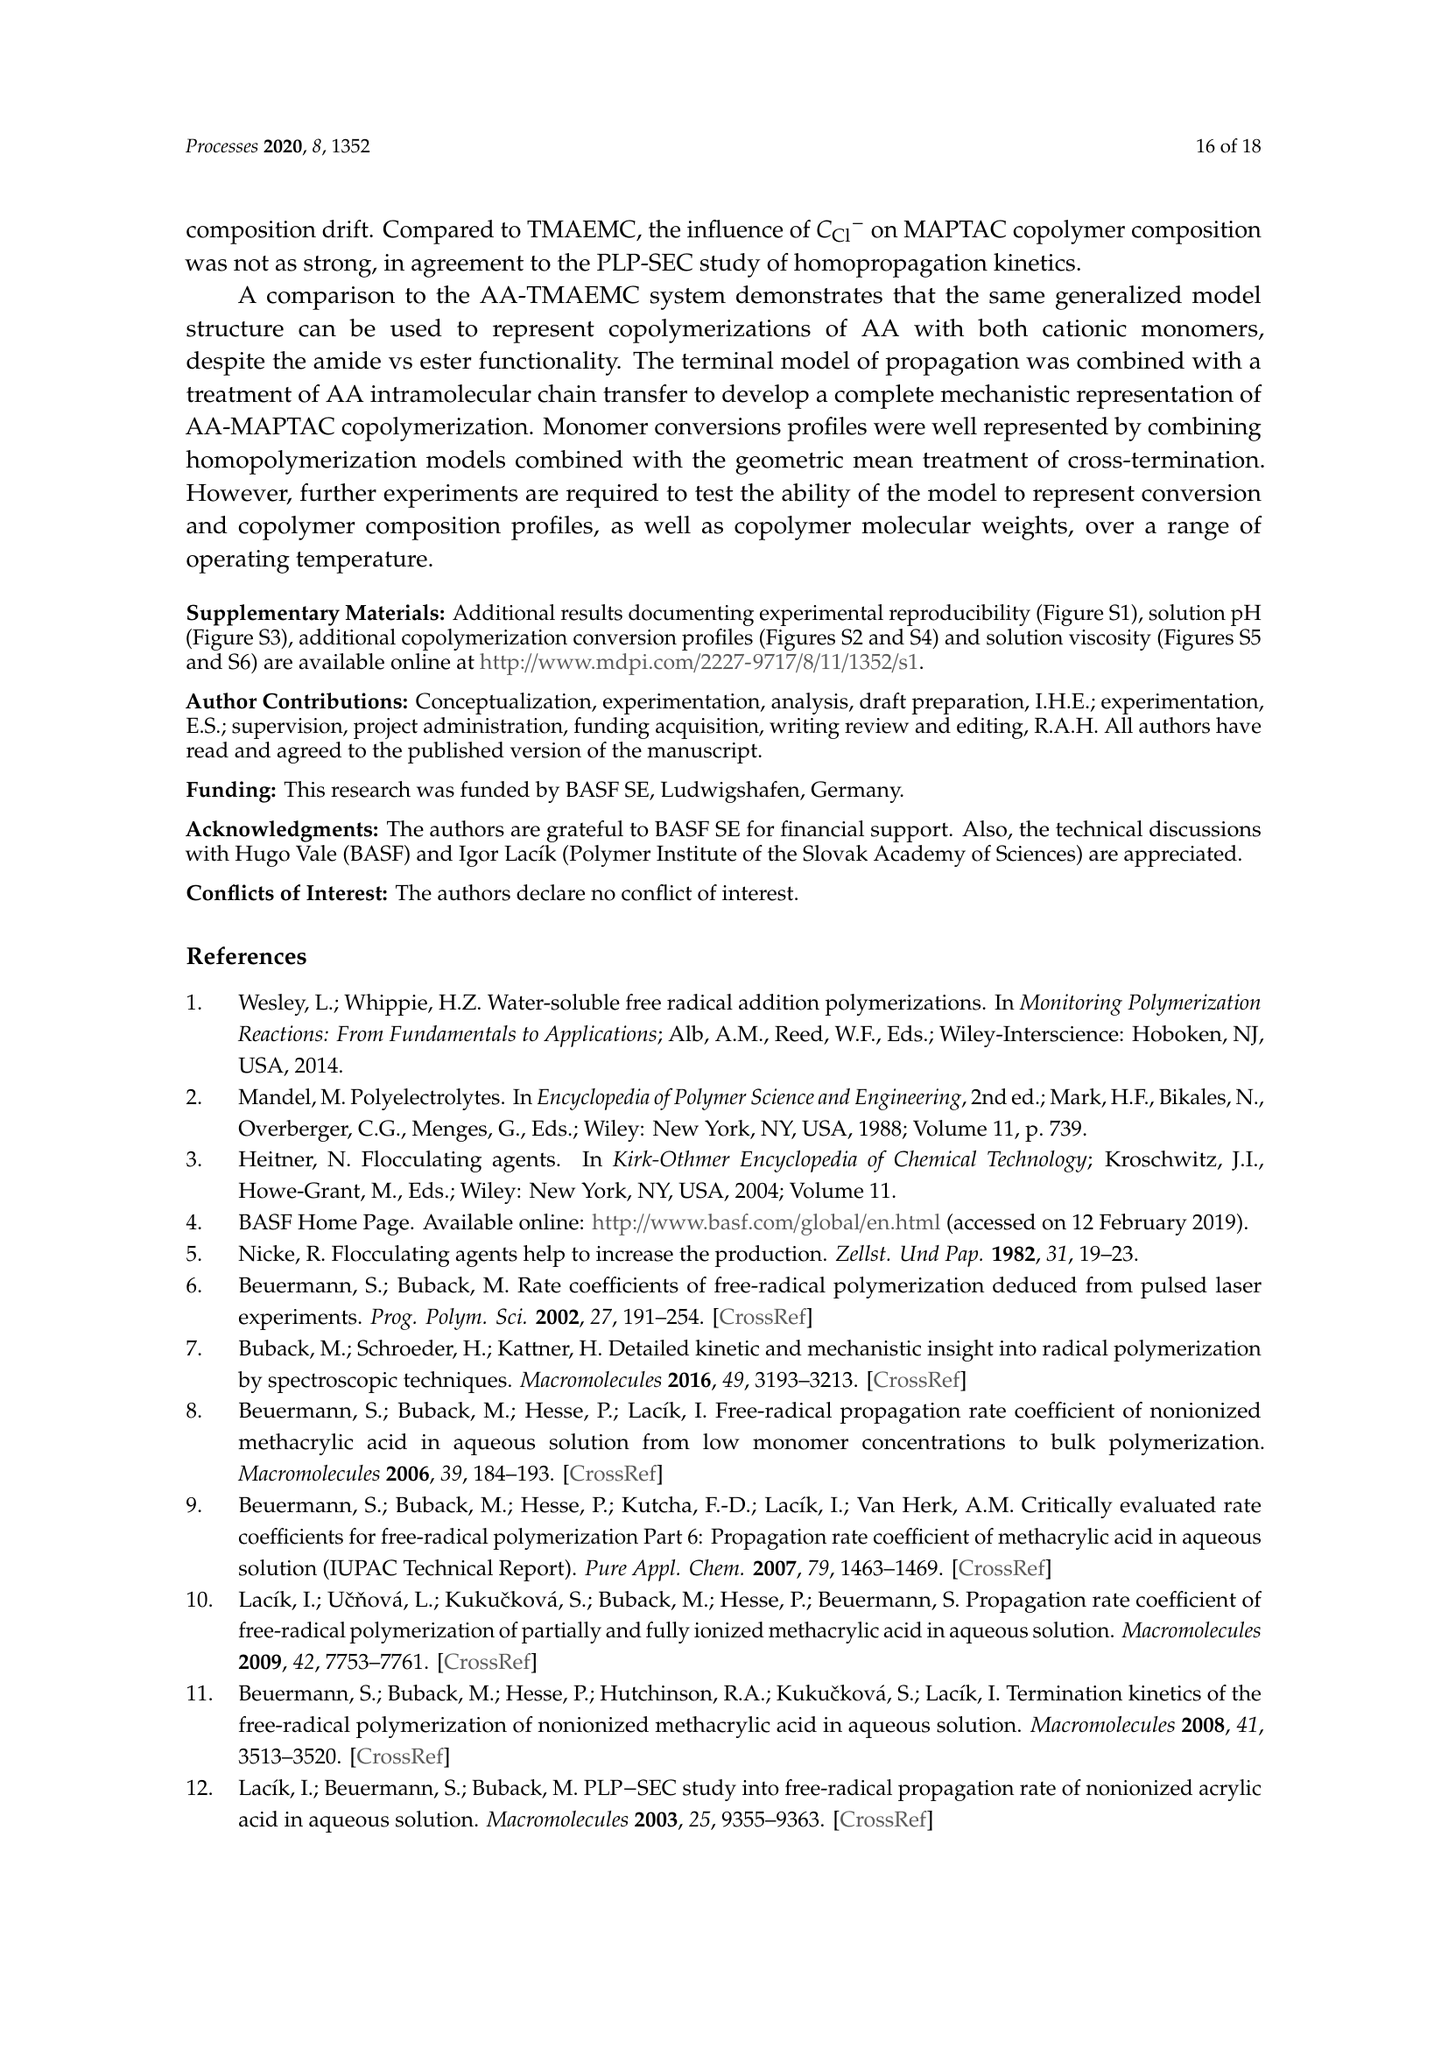 Processes 2020, 8, 1352
16 of 18
composition drift. Compared to TMAEMC, the influence of CCl− on MAPTAC copolymer composition
was not as strong, in agreement to the PLP-SEC study of homopropagation kinetics.
A comparison to the AA-TMAEMC system demonstrates that the same generalized model
structure can be used to represent copolymerizations of AA with both cationic monomers,
despite the amide vs ester functionality. The terminal model of propagation was combined with a
treatment of AA intramolecular chain transfer to develop a complete mechanistic representation of
AA-MAPTAC copolymerization. Monomer conversions profiles were well represented by combining
homopolymerization models combined with the geometric mean treatment of cross-termination.
However, further experiments are required to test the ability of the model to represent conversion
and copolymer composition profiles, as well as copolymer molecular weights, over a range of
operating temperature.
Supplementary Materials: Additional results documenting experimental reproducibility (Figure S1), solution pH
(Figure S3), additional copolymerization conversion profiles (Figures S2 and S4) and solution viscosity (Figures S5
and S6) are available online at http://www.mdpi.com/2227-9717/8/11/1352/s1.
Author Contributions: Conceptualization, experimentation, analysis, draft preparation, I.H.E.; experimentation,
E.S.; supervision, project administration, funding acquisition, writing review and editing, R.A.H. All authors have
read and agreed to the published version of the manuscript.
Funding: This research was funded by BASF SE, Ludwigshafen, Germany.
Acknowledgments: The authors are grateful to BASF SE for financial support. Also, the technical discussions
with Hugo Vale (BASF) and Igor Lacík (Polymer Institute of the Slovak Academy of Sciences) are appreciated.
Conflicts of Interest: The authors declare no conflict of interest.
References
1. Wesley, L.; Whippie, H.Z. Water-soluble free radical addition polymerizations. In Monitoring Polymerization
Reactions: From Fundamentals to Applications; Alb, A.M., Reed, W.F., Eds.; Wiley-Interscience: Hoboken, NJ,
USA, 2014.
2. Mandel, M. Polyelectrolytes. In Encyclopedia of Polymer Science and Engineering, 2nd ed.; Mark, H.F., Bikales, N.,
Overberger, C.G., Menges, G., Eds.; Wiley: New York, NY, USA, 1988; Volume 11, p. 739.
3. Heitner, N. Flocculating agents. In Kirk-Othmer Encyclopedia of Chemical Technology; Kroschwitz, J.I.,
Howe-Grant, M., Eds.; Wiley: New York, NY, USA, 2004; Volume 11.
4. BASF Home Page. Available online: http://www.basf.com/global/en.html (accessed on 12 February 2019).
5. Nicke, R. Flocculating agents help to increase the production. Zellst. Und Pap. 1982, 31, 19–23.
6. Beuermann, S.; Buback, M. Rate coefficients of free-radical polymerization deduced from pulsed laser
experiments. Prog. Polym. Sci. 2002, 27, 191–254. [CrossRef]
7. Buback, M.; Schroeder, H.; Kattner, H. Detailed kinetic and mechanistic insight into radical polymerization
by spectroscopic techniques. Macromolecules 2016, 49, 3193–3213. [CrossRef]
8. Beuermann, S.; Buback, M.; Hesse, P.; Lacík, I. Free-radical propagation rate coefficient of nonionized
methacrylic acid in aqueous solution from low monomer concentrations to bulk polymerization.
Macromolecules 2006, 39, 184–193. [CrossRef]
9. Beuermann, S.; Buback, M.; Hesse, P.; Kutcha, F.-D.; Lacík, I.; Van Herk, A.M. Critically evaluated rate
coefficients for free-radical polymerization Part 6: Propagation rate coefficient of methacrylic acid in aqueous
solution (IUPAC Technical Report). Pure Appl. Chem. 2007, 79, 1463–1469. [CrossRef]
10. Lacík, I.; Učňová, L.; Kukučková, S.; Buback, M.; Hesse, P.; Beuermann, S. Propagation rate coefficient of
free-radical polymerization of partially and fully ionized methacrylic acid in aqueous solution. Macromolecules
2009, 42, 7753–7761. [CrossRef]
11. Beuermann, S.; Buback, M.; Hesse, P.; Hutchinson, R.A.; Kukučková, S.; Lacík, I. Termination kinetics of the
free-radical polymerization of nonionized methacrylic acid in aqueous solution. Macromolecules 2008, 41,
3513–3520. [CrossRef]
12. Lacík, I.; Beuermann, S.; Buback, M. PLP−SEC study into free-radical propagation rate of nonionized acrylic
acid in aqueous solution. Macromolecules 2003, 25, 9355–9363. [CrossRef]